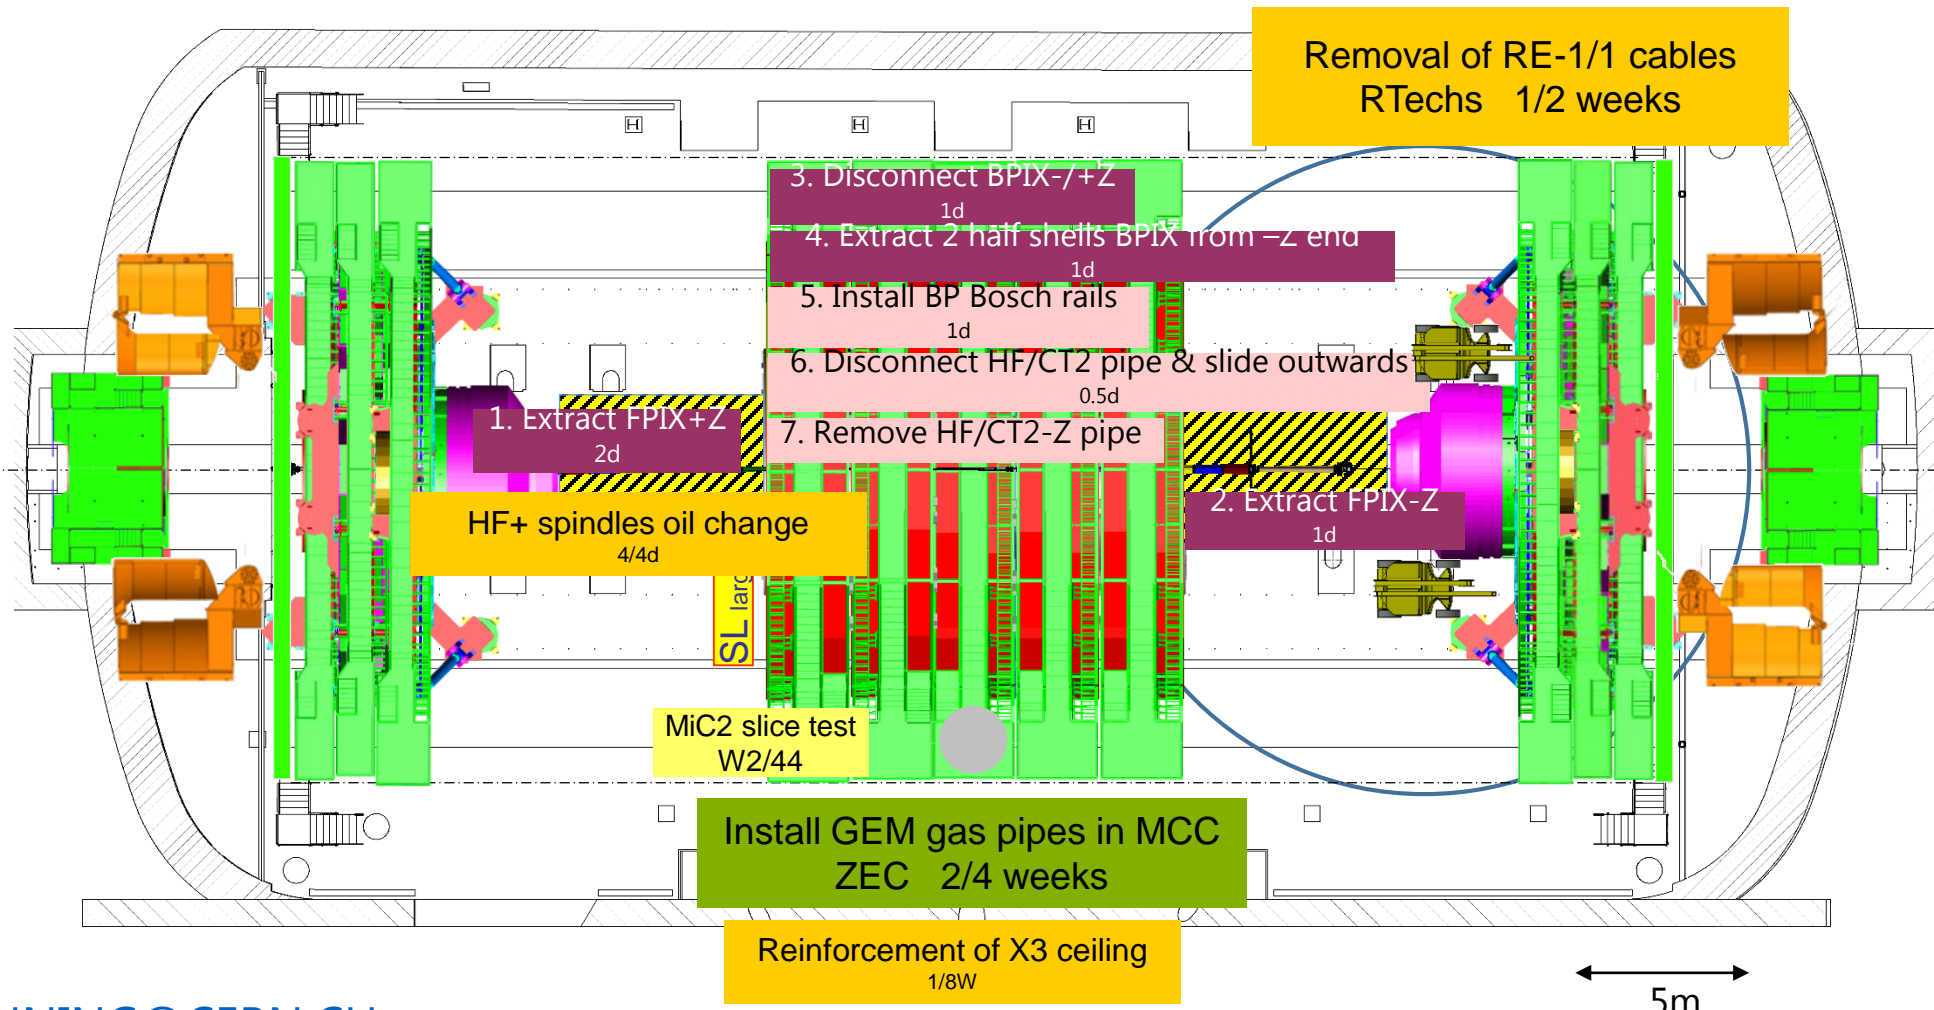 Removal of RE-1/1 cables
RTechs 1/2 weeks
H
H
H
3. Disconnect BPIX-/+Z
1d
4. Extract 2 half shells BPIX from –Z end
1d
5. Install BP Bosch rails
1d
6. Disconnect HF/CT2 pipe & slide outwards
0.5d
1. Extract FPIX+Z
2d
7. Remove HF/CT2-Z pipe
2. Extract FPIX-Z
1d
HF+ spindles oil change
4/4d
SL
MiC2 slice test
W2/44
Install GEM gas pipes in MCC
ZEC 2/4 weeks
Reinforcement of X3 ceiling
1/8W
5m